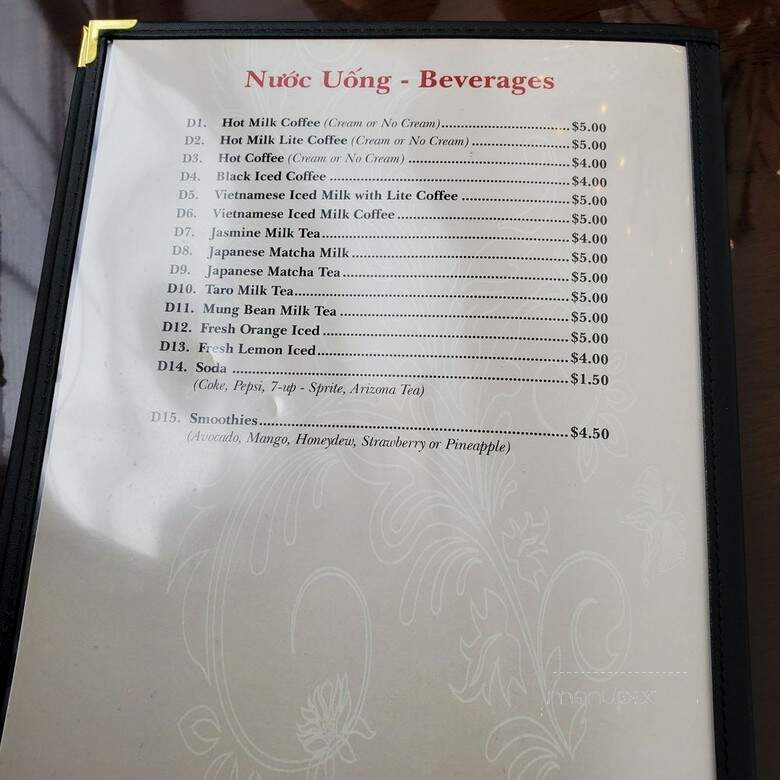 Nước Uống - Beverages
D1. Hot Milk Coffee (Cream or No Cream)..........$5.00
D2. Hot Milk Lite Coffee (Cream or No Cream)..........$5.00
D3. Hot Coffee (Cream or No Cream)..........$4.00
D4. Black Iced Coffee..........$4.00
D5. Vietnamese Iced Milk with Lite Coffee..........$5.00
D6. Vietnamese Iced Milk Coffee..........$5.00
D7. Jasmine Milk Tea..........$4.00
D8. Japanese Matcha Milk..........$5.00
D9. Japanese Matcha Tea..........$5.00
D10. Taro Milk Tea..........$5.00
D11. Mung Bean Milk Tea..........$5.00
D12. Fresh Orange Iced..........$5.00
D13. Fresh Lemon Iced..........$4.00
D14. Soda..........$1.50
(Coke, Pepsi, 7-up - Sprite, Arizona Tea)
D15. Smoothies..........$4.50
(Avocado, Mango, Honeydew, Strawberry or Pineapple)
menupix